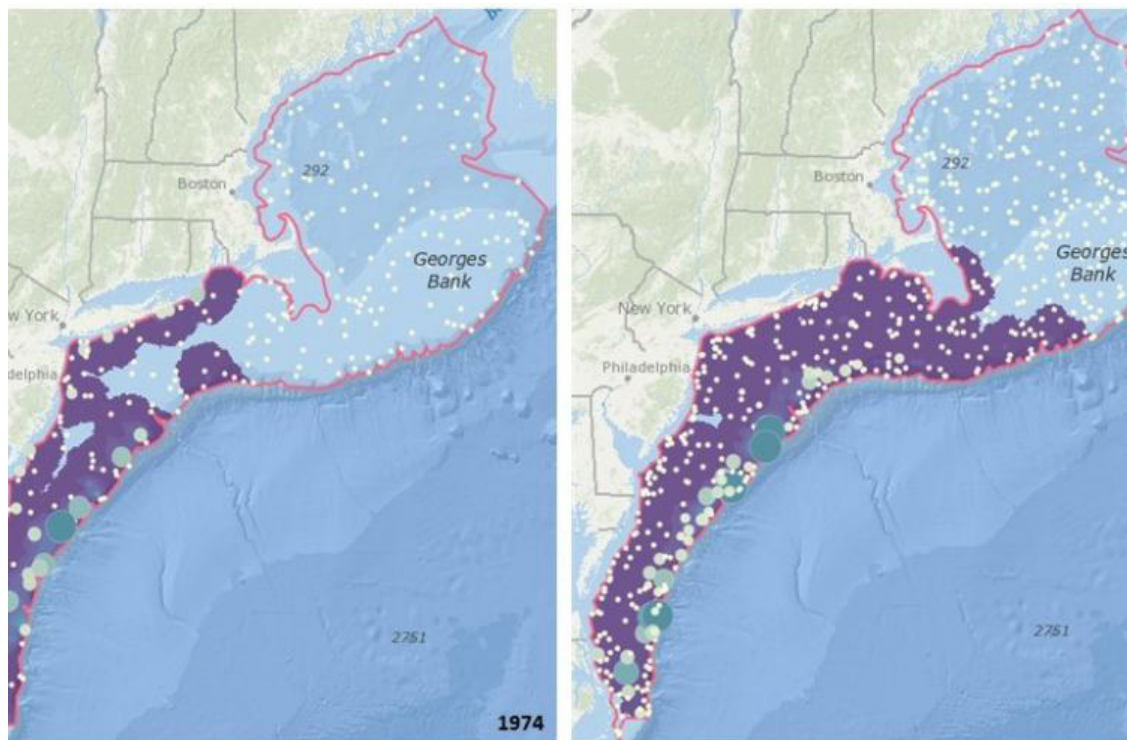 292
Boston
Georges
Bank
w York
delphia
2751
1974
292
Boston
Georges
Bank
New York
Philadelphia
2751